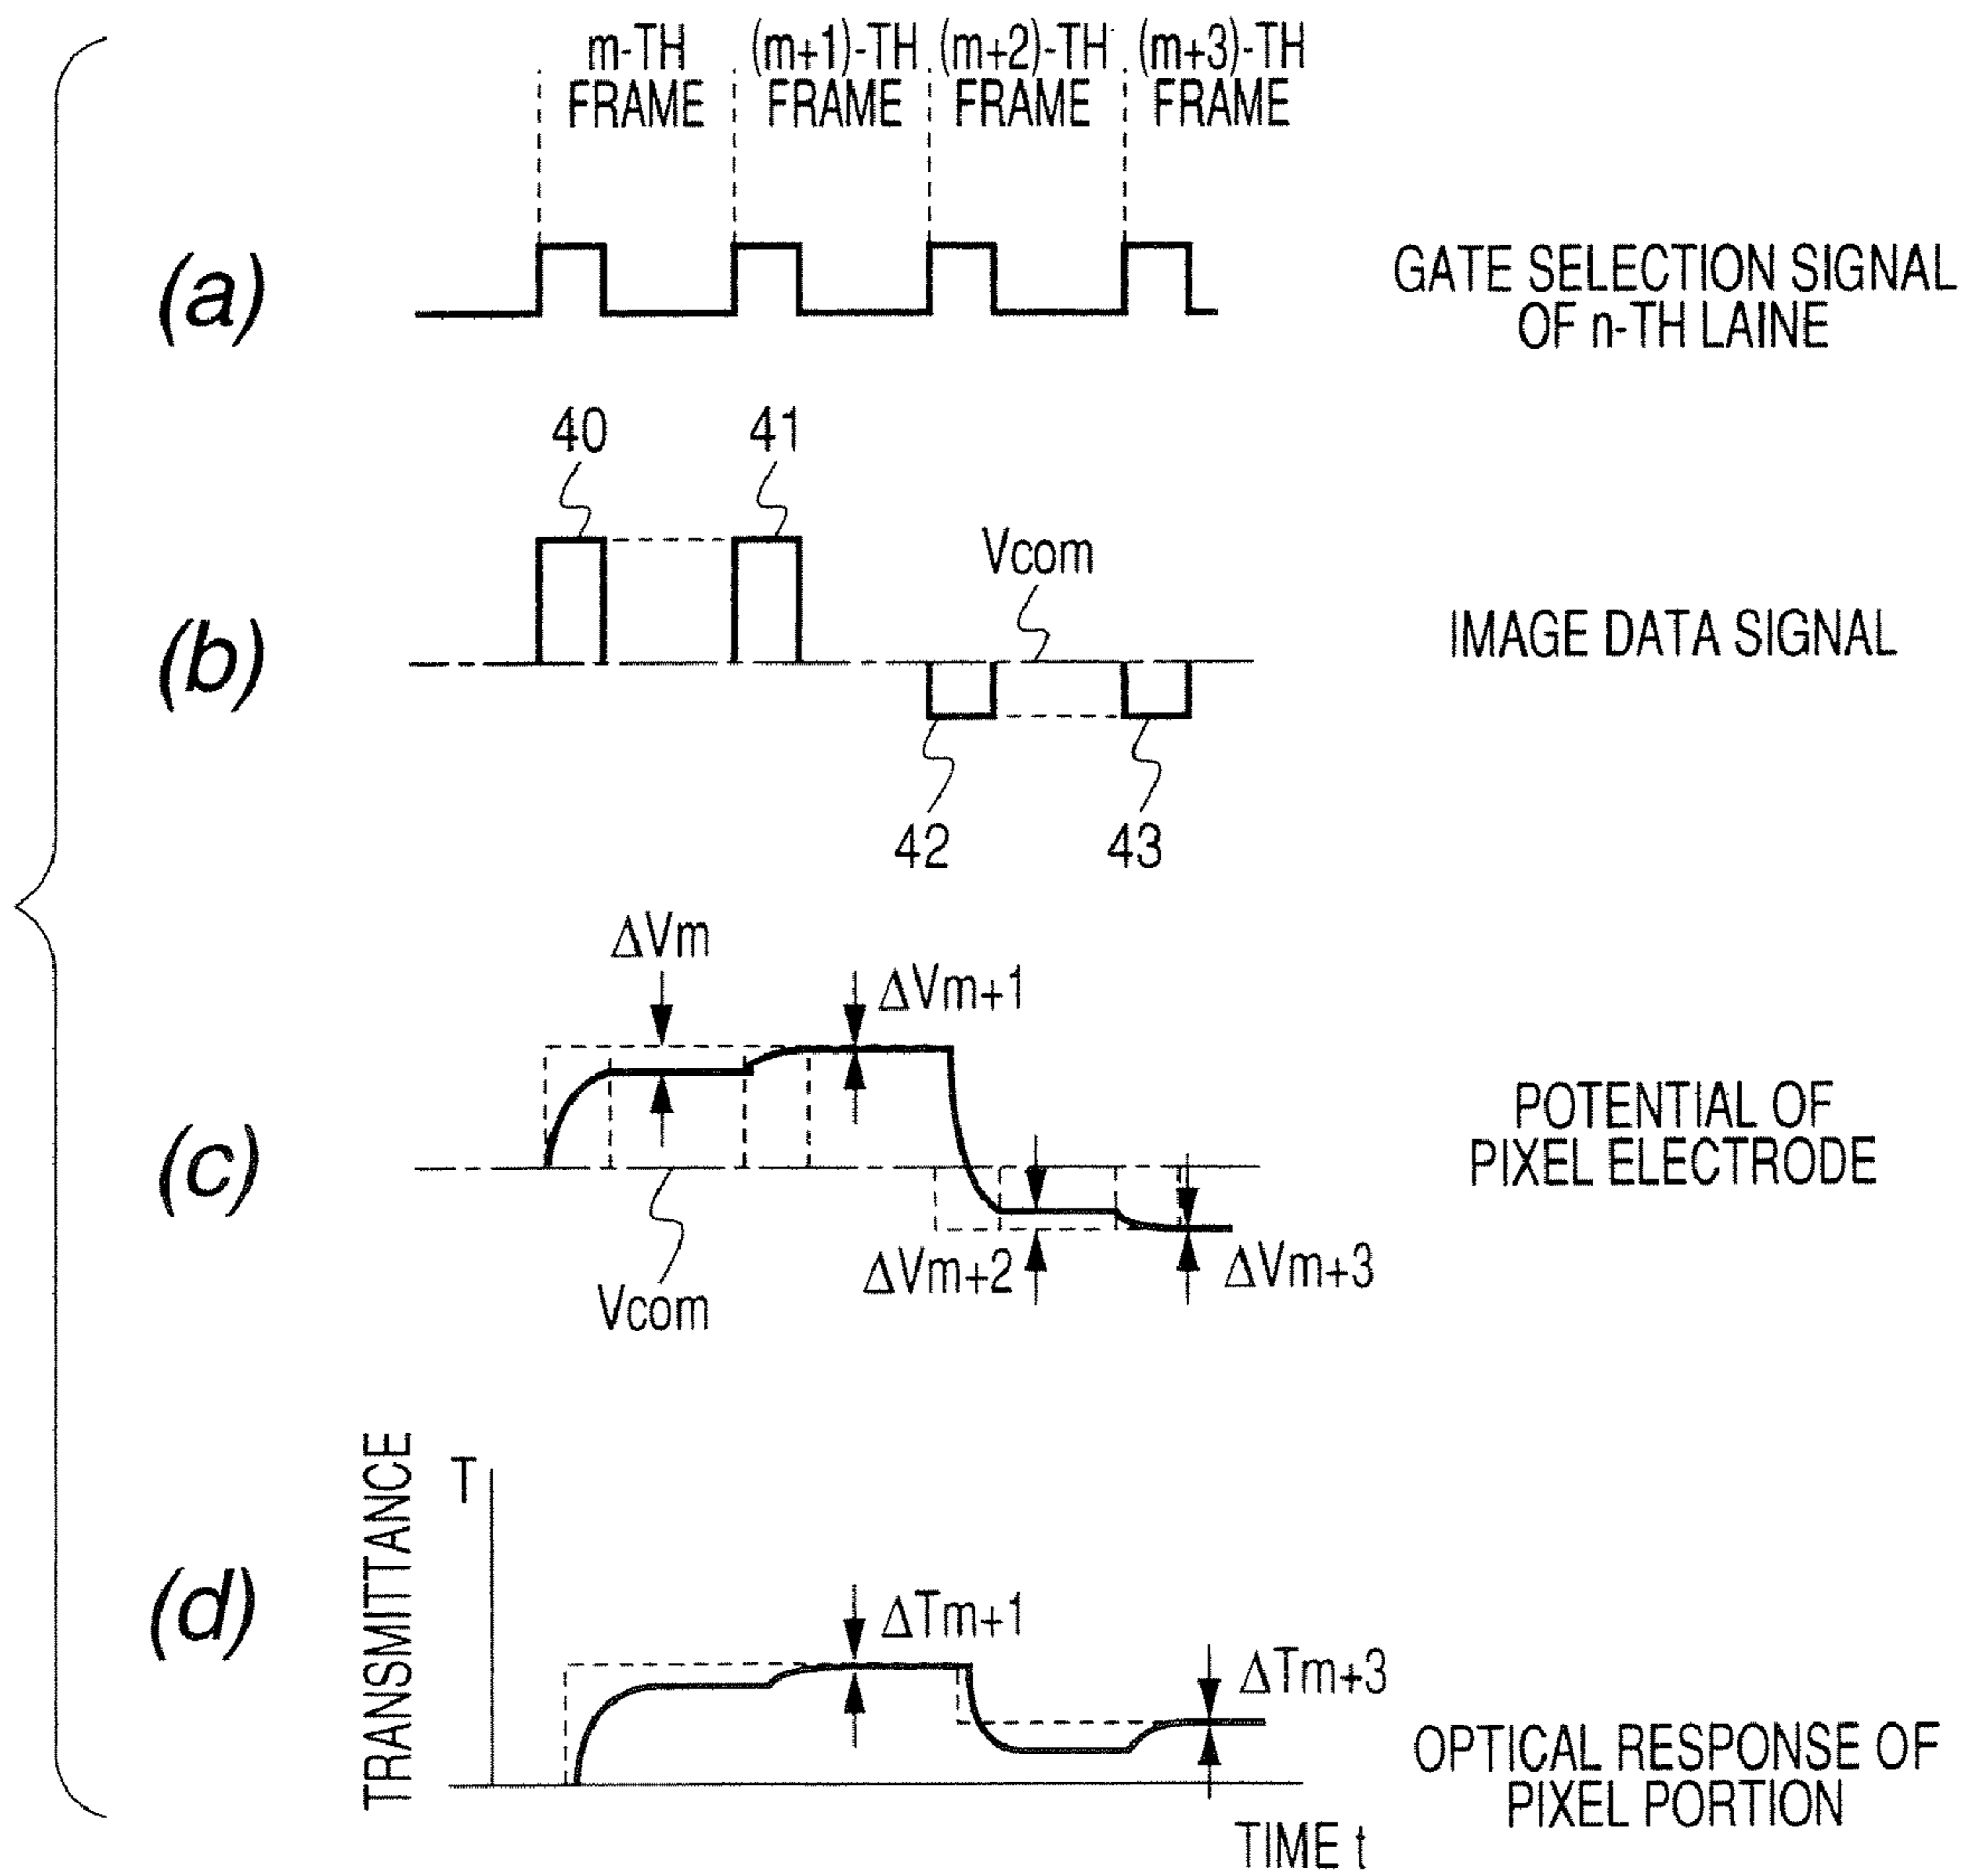 m-TH
FRAME
(m+1)-TH
FRAME
(m+2)-TH
FRAME
(m+3)-TH
FRAME
(a)
GATE SELECTION SIGNAL
OF n-TH LAINE
40
41
Vcom
(b)
IMAGE DATA SIGNAL
42
43
ΔVm
ΔVm+1
(c)
POTENTIAL OF
PIXEL ELECTRODE
ΔVm+2
ΔVm+3
Vcom
TRANSMITTANCE
T
(d)
ΔTm+1
ΔTm+3
OPTICAL RESPONSE OF
PIXEL PORTION
TIME t